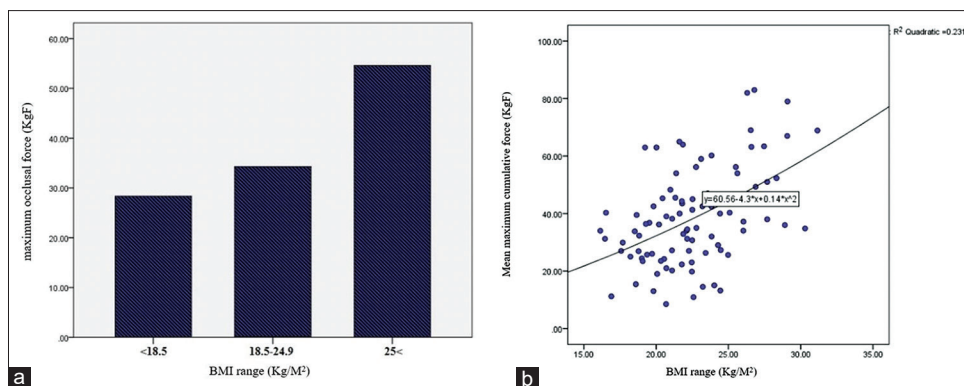 60.00
50.00
40.00
30.00
20.00
10.00
.00
maximum occlusal force (KgF)
<18.5
18.5-24.9
25<
BMI range (Kg/M²)
a
R² Quadratic =0.231
100.00
80.00
60.00
40.00
20.00
.00
Mean maximum cumulative force (KgF)
y=60.56-4.3*x+0.14*x^2
15.00
20.00
25.00
30.00
35.00
BMI range (Kg/M²)
b